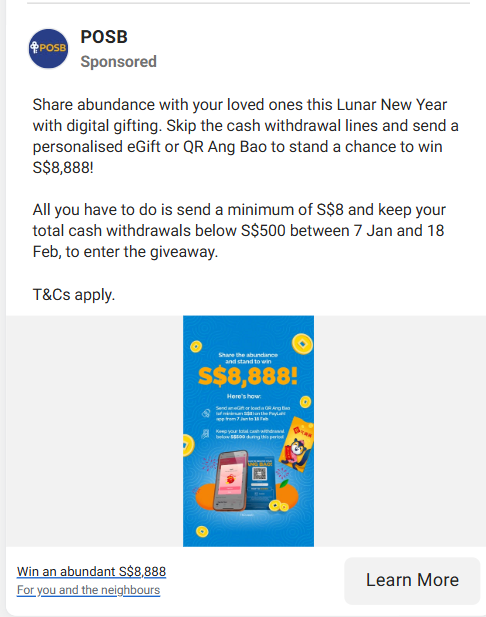 POSB
POSB
Sponsored
Share abundance with your loved ones this Lunar New Year
with digital gifting. Skip the cash withdrawal lines and send a
personalised eGift or QR Ang Bao to stand a chance to win
S$8,888!
All you have to do is send a minimum of S$8 and keep your
total cash withdrawals below S$500 between 7 Jan and 18
Feb, to enter the giveaway.
T&Cs apply.
Share the abundance
and stand to win
S$8,888!
Here's how:
Send an eGift or load a QR Ang Bao
(of minimum S$8) on the PayLah!
app from 7 Jan to 18 Feb
Keep your total cash withdrawal
below S$500 during this period
Win an abundant S$8,888
For you and the neighbours
Learn More